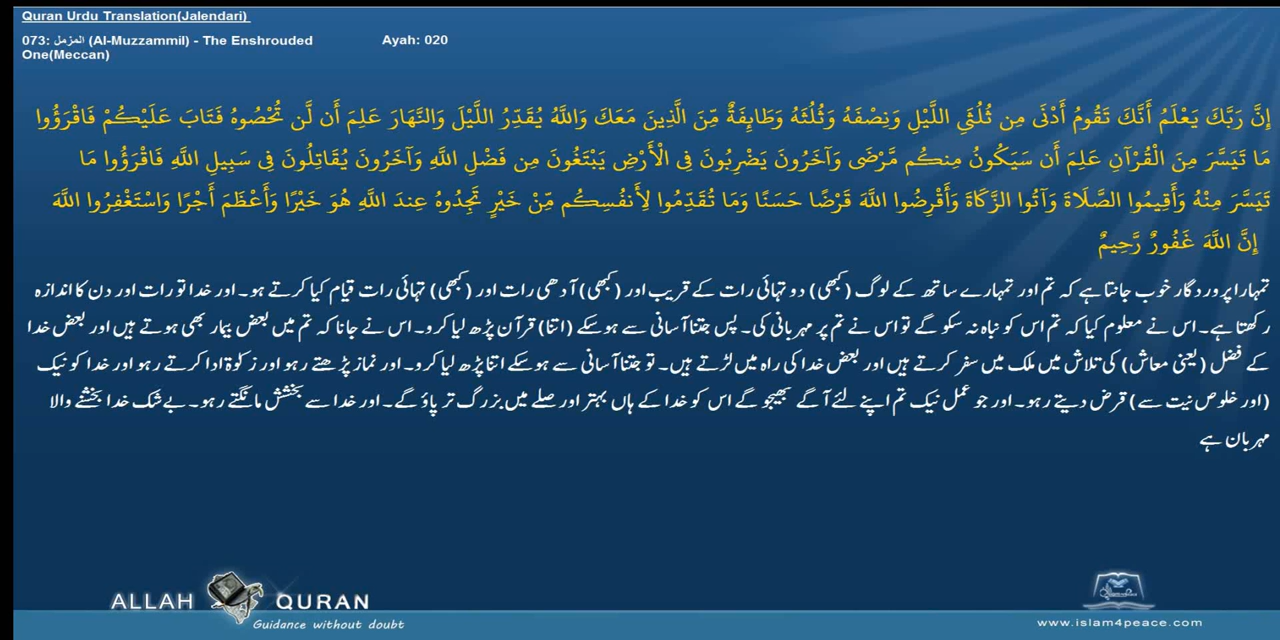 Quran Urdu Translation(Jalendari)
073: المزمل (Al-Muzzammil) - The Enshrouded One(Meccan)
Ayah: 020
إِنَّ رَبَّكَ يَعْلَمُ أَنَّكَ تَقُومُ أَدْنَى مِن ثُلُثَيِ اللَّيْلِ وَنِصْفَهُ وَثُلُثَهُ وَطَائِفَةٌ مِّنَ الَّذِينَ مَعَكَ وَاللَّهُ يُقَدِّرُ اللَّيْلَ وَالنَّهَارَ عَلِمَ أَن لَّن تُحْصُوهُ فَتَابَ عَلَيْكُمْ فَاقْرَؤُوا
مَا تَيَسَّرَ مِنَ الْقُرْآنِ عَلِمَ أَن سَيَكُونُ مِنكُم مَّرْضَى وَآخَرُونَ يَضْرِبُونَ فِي الْأَرْضِ يَبْتَغُونَ مِن فَضْلِ اللَّهِ وَآخَرُونَ يُقَاتِلُونَ فِي سَبِيلِ اللَّهِ فَاقْرَؤُوا مَا
تَيَسَّرَ مِنْهُ وَأَقِيمُوا الصَّلَاةَ وَآتُوا الزَّكَاةَ وَأَقْرِضُوا اللَّهَ قَرْضًا حَسَنًا وَمَا تُقَدِّمُوا لِأَنفُسِكُم مِّنْ خَيْرٍ تَجِدُوهُ عِندَ اللَّهِ هُوَ خَيْرًا وَأَعْظَمَ أَجْرًا وَاسْتَغْفِرُوا اللَّهَ
إِنَّ اللَّهَ غَفُورٌ رَّحِيمٌ
تمہارا پروردگار خوب جانتا ہے کہ تم اور تمہارے ساتھ کے لوگ (کبھی) دو تہائی رات کے قریب اور (کبھی) آدھی رات اور (کبھی) تہائی رات قیام کیا کرتے ہو۔ اور خدا تو رات اور دن کا اندازہ
رکھتا ہے۔ اس نے معلوم کیا کہ تم اس کو نباہ نہ سکو گے تو اس نے تم پر مہربانی کی۔ پس جتنا آسانی سے ہوسکے (اتنا) قرآن پڑھ لیا کرو۔ اس نے جانا کہ تم میں بعض بیمار بھی ہوتے ہیں اور بعض خدا
کے فضل (یعنی معاش) کی تلاش میں ملک میں سفر کرتے ہیں اور بعض خدا کی راہ میں لڑتے ہیں۔ تو جتنا آسانی سے ہوسکے اتنا پڑھ لیا کرو۔ اور نماز پڑھتے رہو اور زکوٰة ادا کرتے رہو اور خدا کو نیک
(اور خلوص نیت سے) قرض دیتے رہو۔ اور جو عمل نیک تم اپنے لئے آگے بھیجو گے اس کو خدا کے ہاں بہتر اور صلے میں بزرگ تر پاؤ گے۔ اور خدا سے بخشش مانگتے رہو۔ بےشک خدا بخشنے والا
مہربان ہے
ALLAH QURAN
Guidance without doubt
www.islam4peace.com